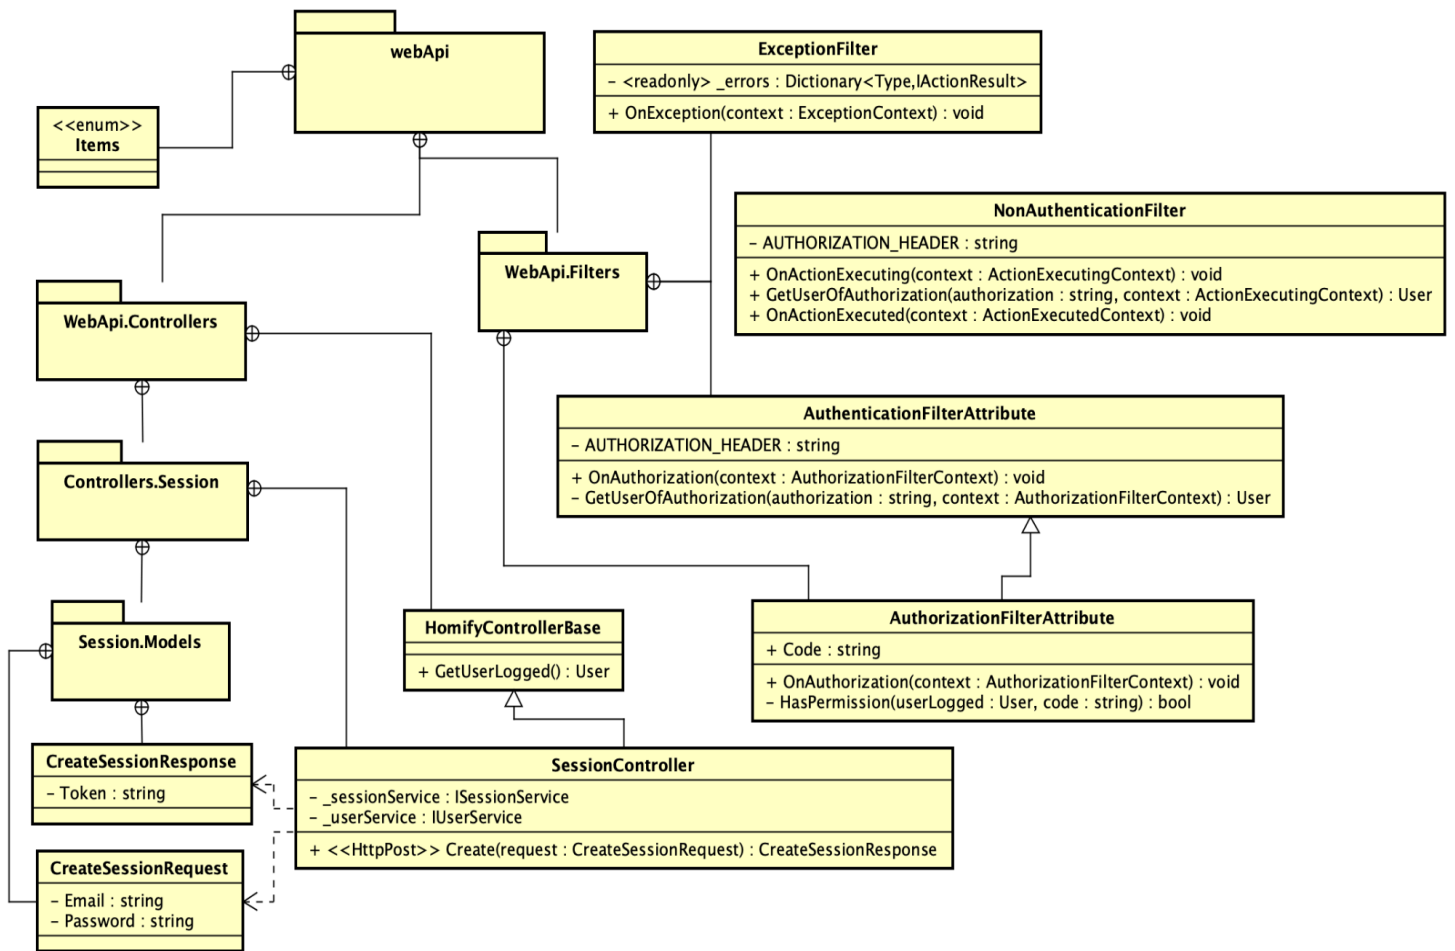 webApi
ExceptionFilter
- <readonly> _errors : Dictionary<Type,IActionResult>
+ OnException(context : ExceptionContext) : void
<<enum>>
Items
NonAuthenticationFilter
- AUTHORIZATION_HEADER : string
+ OnActionExecuting(context : ActionExecutingContext) : void
+ GetUserOfAuthorization(authorization : string, context : ActionExecutingContext) : User
+ OnActionExecuted(context : ActionExecutedContext) : void
WebApi.Filters
WebApi.Controllers
AuthenticationFilterAttribute
- AUTHORIZATION_HEADER : string
+ OnAuthorization(context : AuthorizationFilterContext) : void
- GetUserOfAuthorization(authorization : string, context : AuthorizationFilterContext) : User
Controllers.Session
HomifyControllerBase
+ GetUserLogged() : User
AuthorizationFilterAttribute
+ Code : string
+ OnAuthorization(context : AuthorizationFilterContext) : void
- HasPermission(userLogged : User, code : string) : bool
Session.Models
CreateSessionResponse
- Token : string
SessionController
- _sessionService : ISessionService
- _userService : IUserService
+ <<HttpPost>> Create(request : CreateSessionRequest) : CreateSessionResponse
CreateSessionRequest
- Email : string
- Password : string